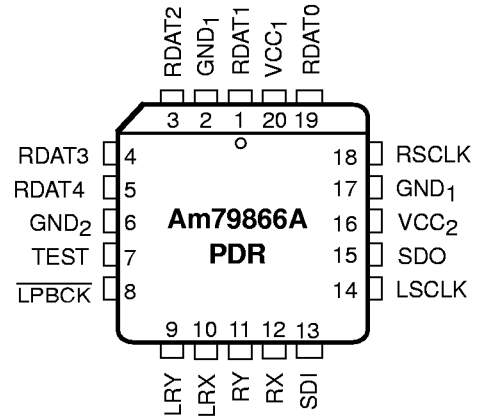 RDAT2 GND1 RDAT1 VCC1 RDAT0
3 2 1 20 19
RDAT3 4 18 RSCLK
RDAT4 5 17 GND1
GND2 6 16 VCC2
TEST 7 15 SDO
LPBCK 8 14 LSCLK
Am79866A
PDR
9 10 11 12 13
LRY LRX RY RX SDI